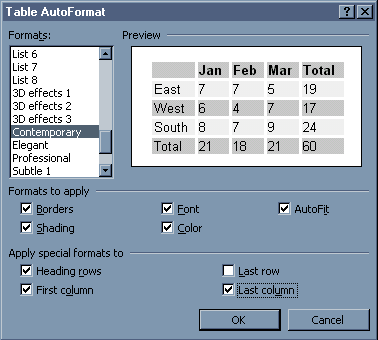 Table AutoFormat
Formats:
Preview
List 6
List 7
List 8
3D effects 1
3D effects 2
3D effects 3
Contemporary
Elegant
Professional
Subtle 1
Jan Feb Mar Total
East 7 7 5 19
West 6 4 7 17
South 8 7 9 24
Total 21 18 21 60
Formats to apply
Borders Font AutoFit
Shading Color
Apply special formats to
Heading rows Last row
First column Last column
OK Cancel